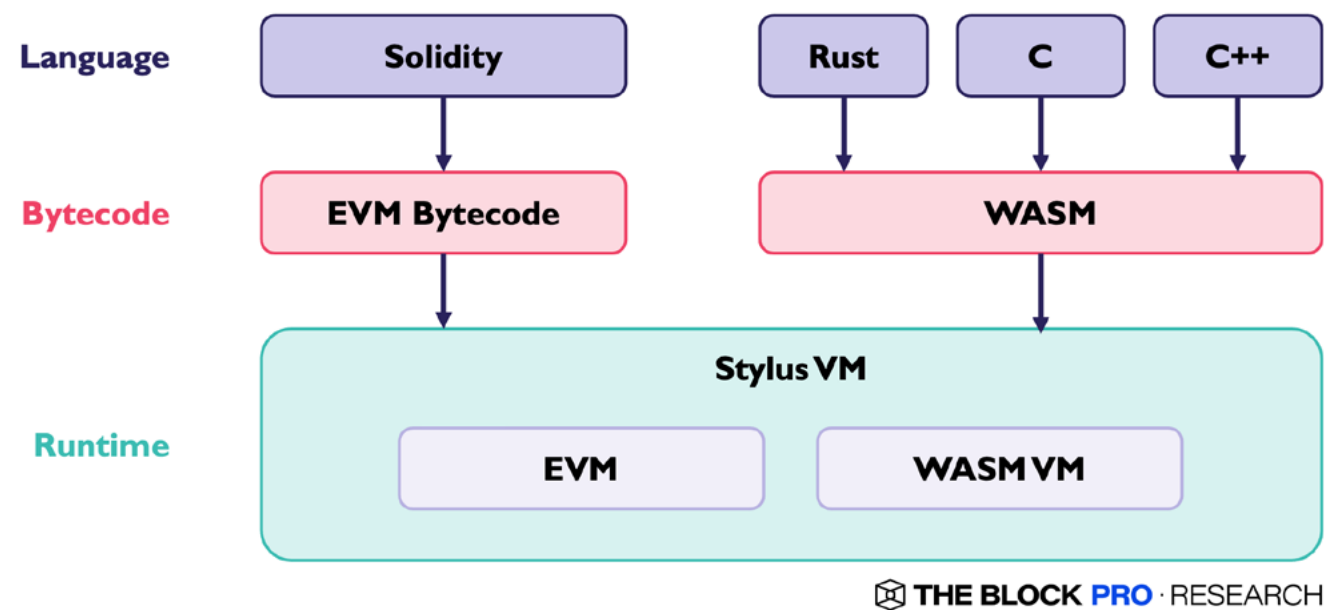 Language
Solidity
Rust
C
C++
Bytecode
EVM Bytecode
WASM
Stylus VM
Runtime
EVM
WASM VM
THE BLOCK PRO · RESEARCH